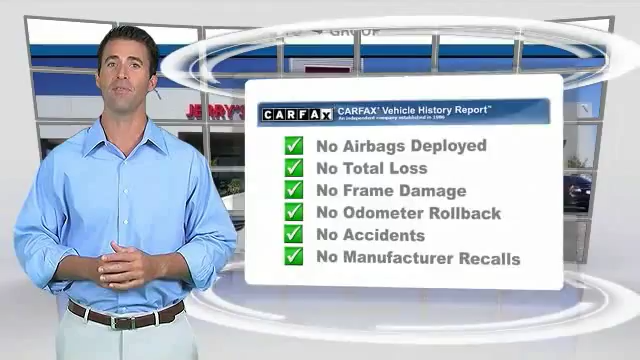 GROUP
JERRY'S
CARFAX
CARFAX Vehicle History Report™
An independent company established in 1986
No Airbags Deployed
No Total Loss
No Frame Damage
No Odometer Rollback
No Accidents
No Manufacturer Recalls